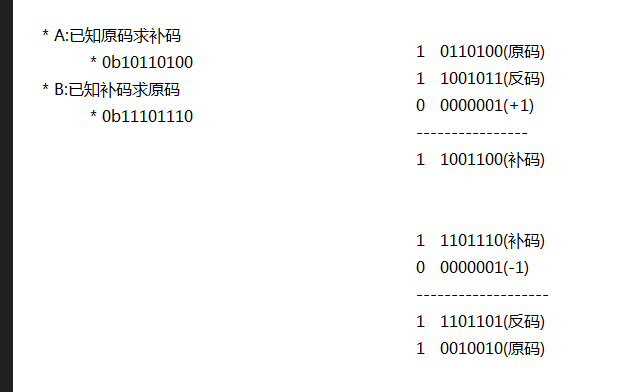 * A:已知原码求补码
* 0b10110100
* B:已知补码求原码
* 0b11101110
1 0110100(原码)
1 1001011(反码)
0 0000001(+1)
----------------
1 1001100(补码)
1 1101110(补码)
0 0000001(-1)
-------------------
1 1101101(反码)
1 0010010(原码)